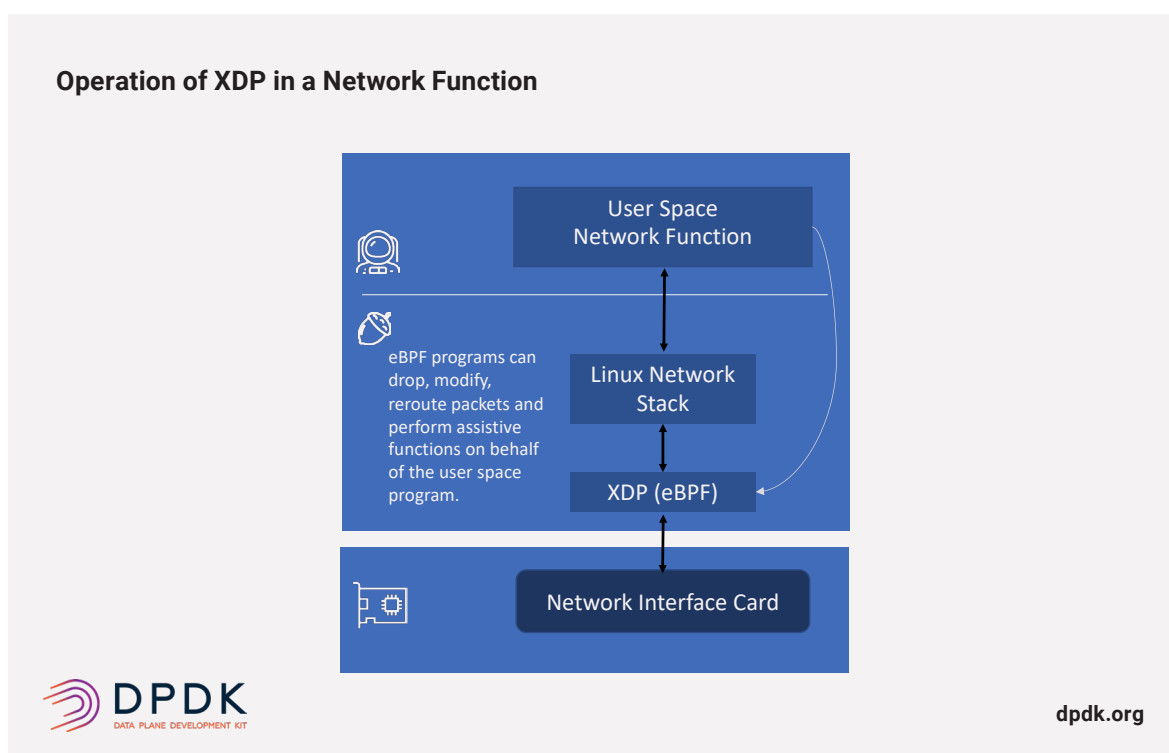 Operation of XDP in a Network Function
User Space
Network Function
eBPF programs can
drop, modify,
reroute packets and
perform assistive
functions on behalf
of the user space
program.
Linux Network
Stack
XDP (eBPF)
Network Interface Card
DPDK
DATA PLANE DEVELOPMENT KIT
dpdk.org